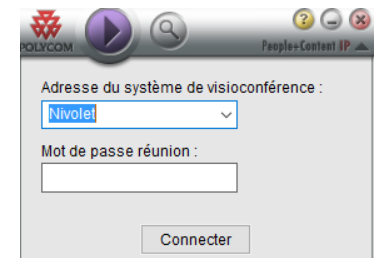 POLYCOM
People+Content IP
Adresse du système de visioconférence :
Nivolet
Mot de passe réunion :
Connecter